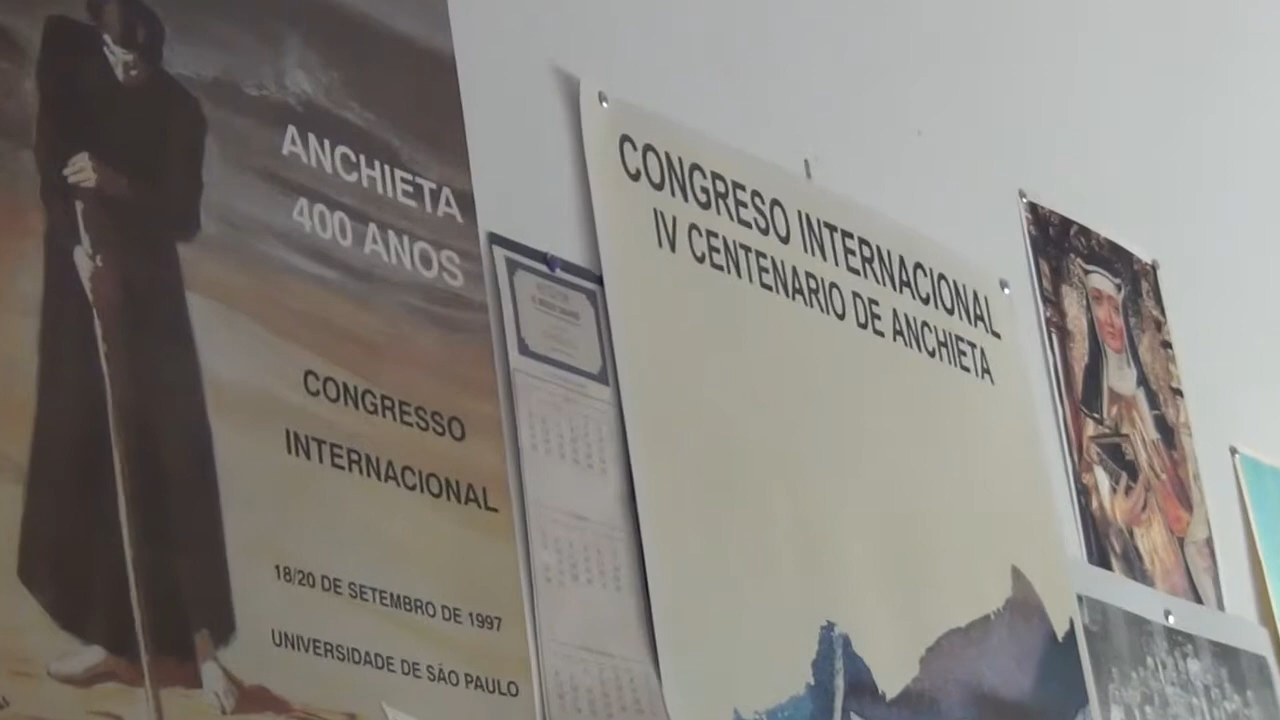 ANCHIETA
400 ANOS
CONGRESSO
INTERNACIONAL
18/20 DE SETEMBRO DE 1997
UNIVERSIDADE DE SÃO PAULO
CONGRESO INTERNACIONAL
IV CENTENARIO DE ANCHIETA